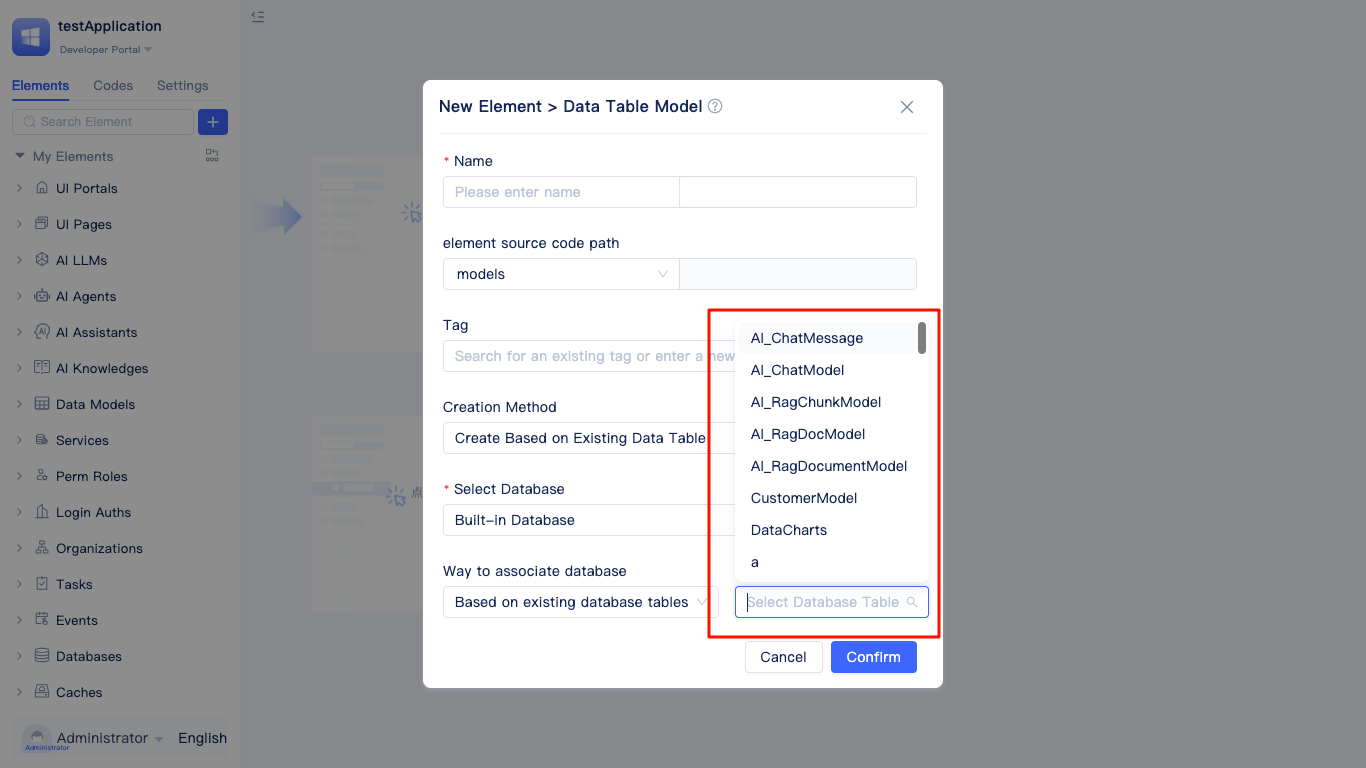 testApplication
Developer Portal
Elements Codes Settings
Search Element
My Elements
UI Portals
UI Pages
AI LLMs
AI Agents
AI Assistants
AI Knowledges
Data Models
Services
Perm Roles
Login Auths
Organizations
Tasks
Events
Databases
Caches
Administrator
Administrator
English
点
New Element > Data Table Model
* Name
Please enter name
element source code path
models
Tag
Search for an existing tag or enter a new
Creation Method
Create Based on Existing Data Table
* Select Database
Built-in Database
Way to associate database
Based on existing database tables
AI_ChatMessage
AI_ChatModel
AI_RagChunkModel
AI_RagDocModel
AI_RagDocumentModel
CustomerModel
DataCharts
a
Select Database Table
Cancel Confirm